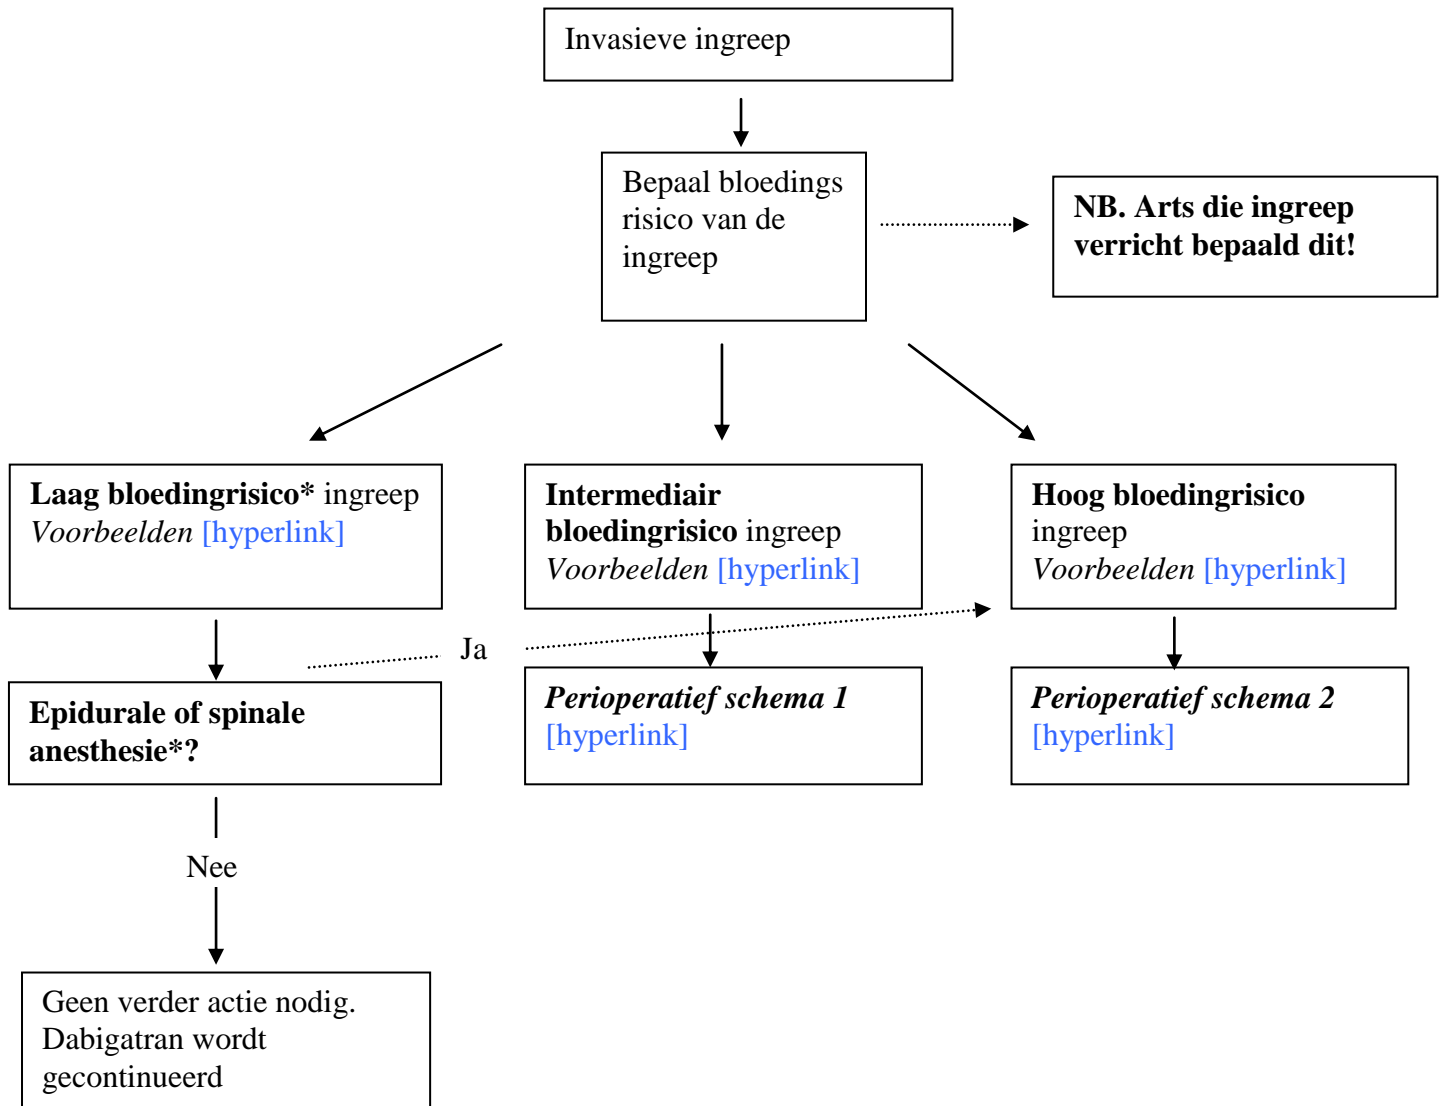 Invasieve ingreep
Bepaal bloedings
risico van de
ingreep
NB. Arts die ingreep
verricht bepaald dit!
Laag bloedingrisico* ingreep
Voorbeelden [hyperlink]
Intermediair
bloedingrisico ingreep
Voorbeelden [hyperlink]
Hoog bloedingrisico
ingreep
Voorbeelden [hyperlink]
Ja
Epidurale of spinale
anesthesie*?
Perioperatief schema 1
[hyperlink]
Perioperatief schema 2
[hyperlink]
Nee
Geen verder actie nodig.
Dabigatran wordt
gecontinueerd